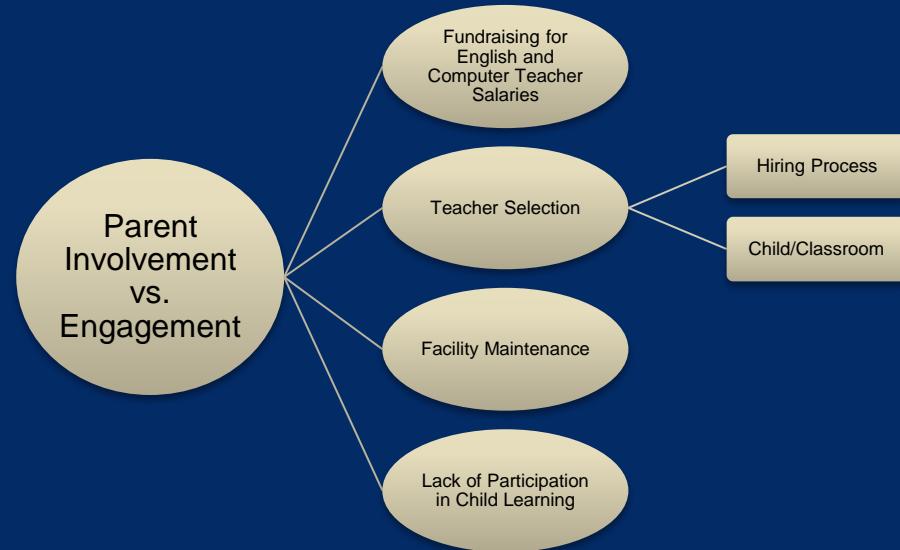 Parent
Involvement
vs.
Engagement
Fundraising for
English and
Computer Teacher
Salaries
Teacher Selection
Hiring Process
Child/Classroom
Facility Maintenance
Lack of Participation
in Child Learning